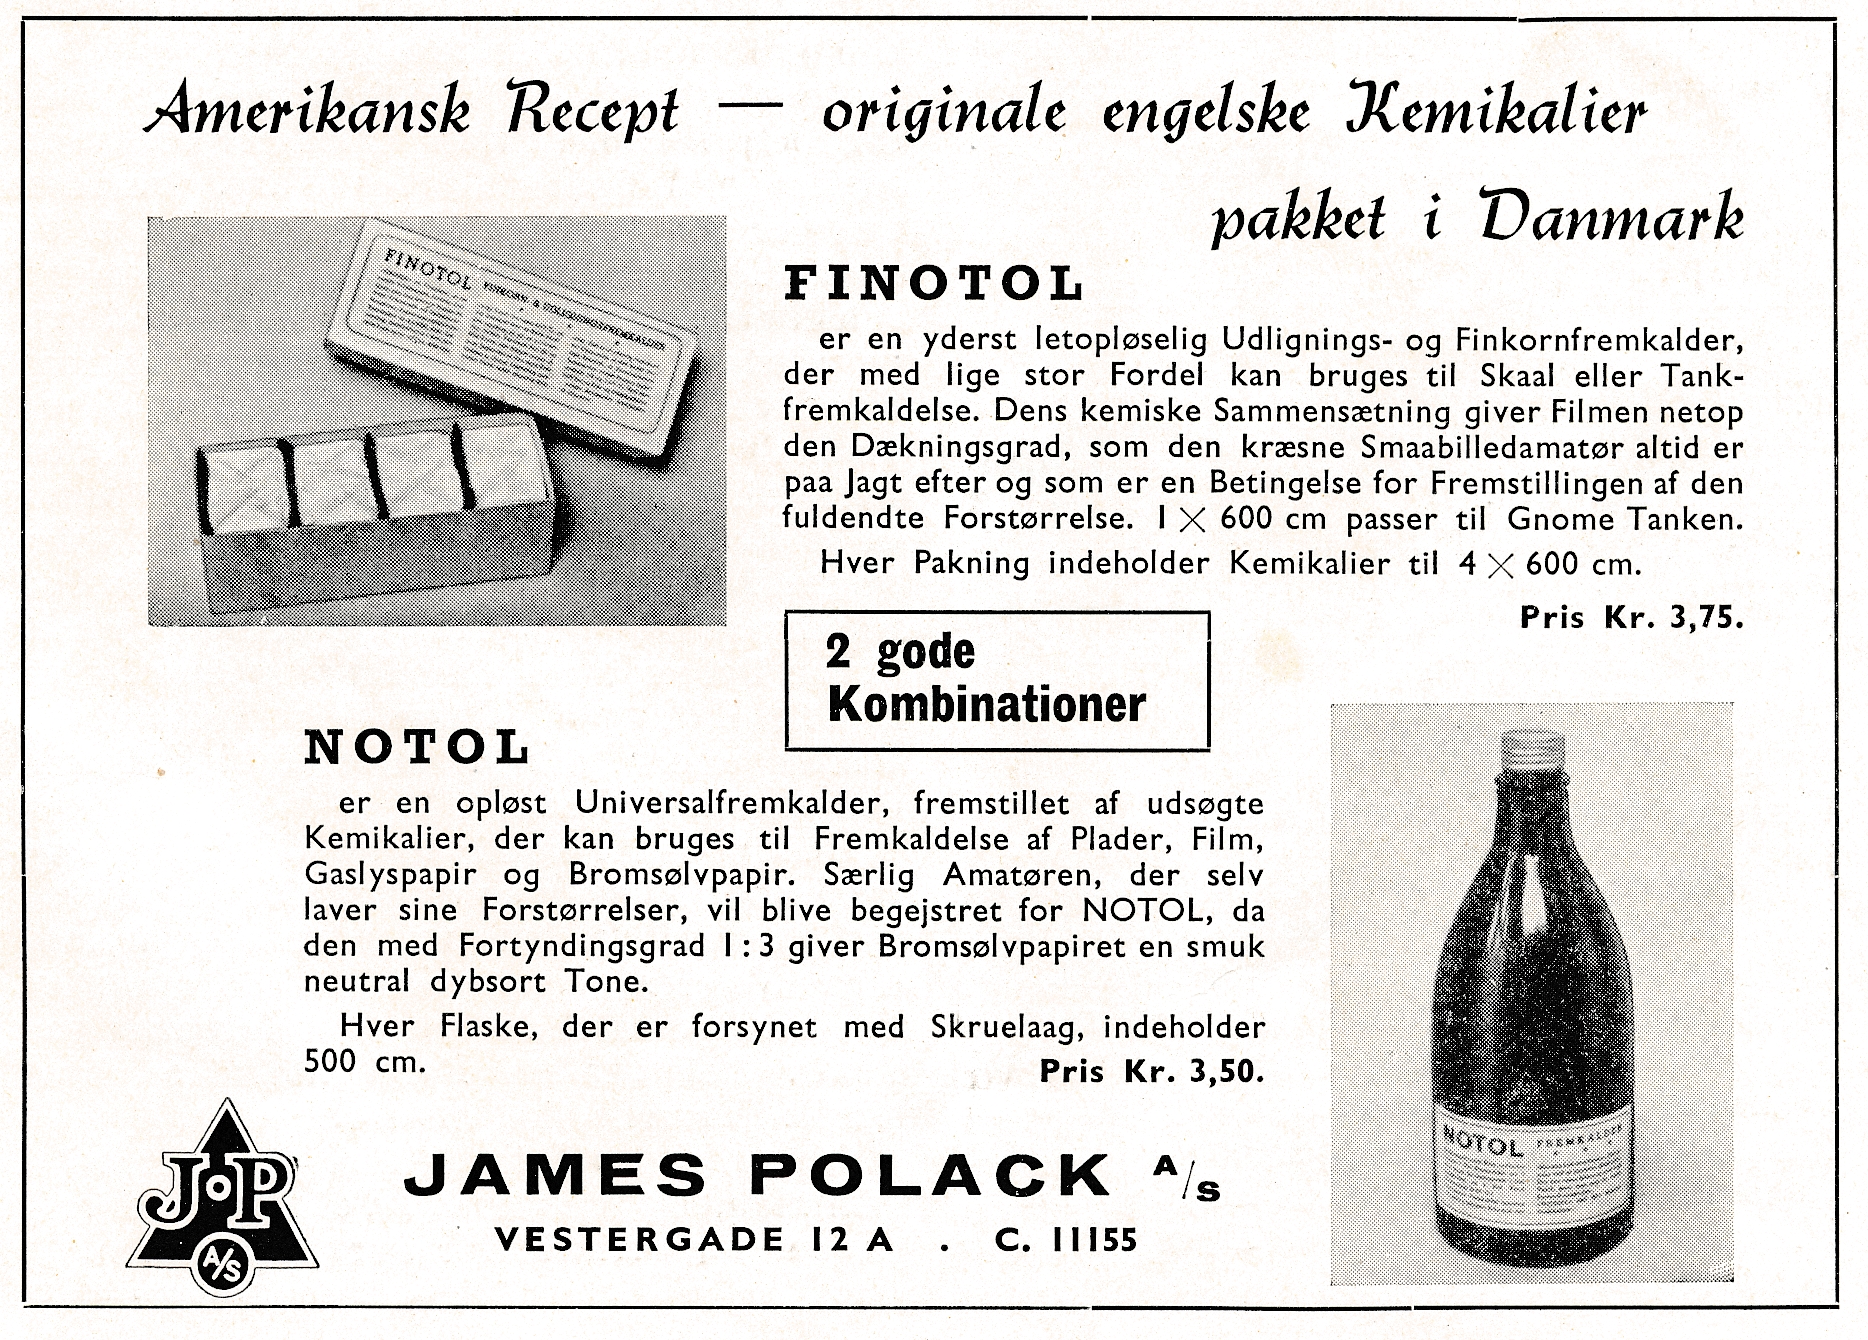 Amerikansk Recept — originale engelske Kemikalier
pakket i Danmark
FINOTOL FINKORN- & UDLIGNINGSFREMKALDER
FINOTOL
er en yderst letopløselig Udlignings- og Finkornfremkalder,
der med lige stor Fordel kan bruges til Skaal eller Tank-
fremkaldelse. Dens kemiske Sammensætning giver Filmen netop
den Dækningsgrad, som den kræsne Smaabilledamatør altid er
paa Jagt efter og som er en Betingelse for Fremstillingen af den
fuldendte Forstørrelse. 1 × 600 cm passer til Gnome Tanken.
Hver Pakning indeholder Kemikalier til 4 × 600 cm.
Pris Kr. 3,75.
2 gode
Kombinationer
NOTOL
er en opløst Universalfremkalder, fremstillet af udsøgte
Kemikalier, der kan bruges til Fremkaldelse af Plader, Film,
Gaslyspapir og Bromsølvpapir. Særlig Amatøren, der selv
laver sine Forstørrelser, vil blive begejstret for NOTOL, da
den med Fortyndingsgrad 1:3 giver Bromsølvpapiret en smuk
neutral dybsort Tone.
Hver Flaske, der er forsynet med Skruelaag, indeholder
500 cm.
Pris Kr. 3,50.
NOTOL FREMKALDER
J.P.
A/S
JAMES POLACK A/S
VESTERGADE 12 A . C. 11155